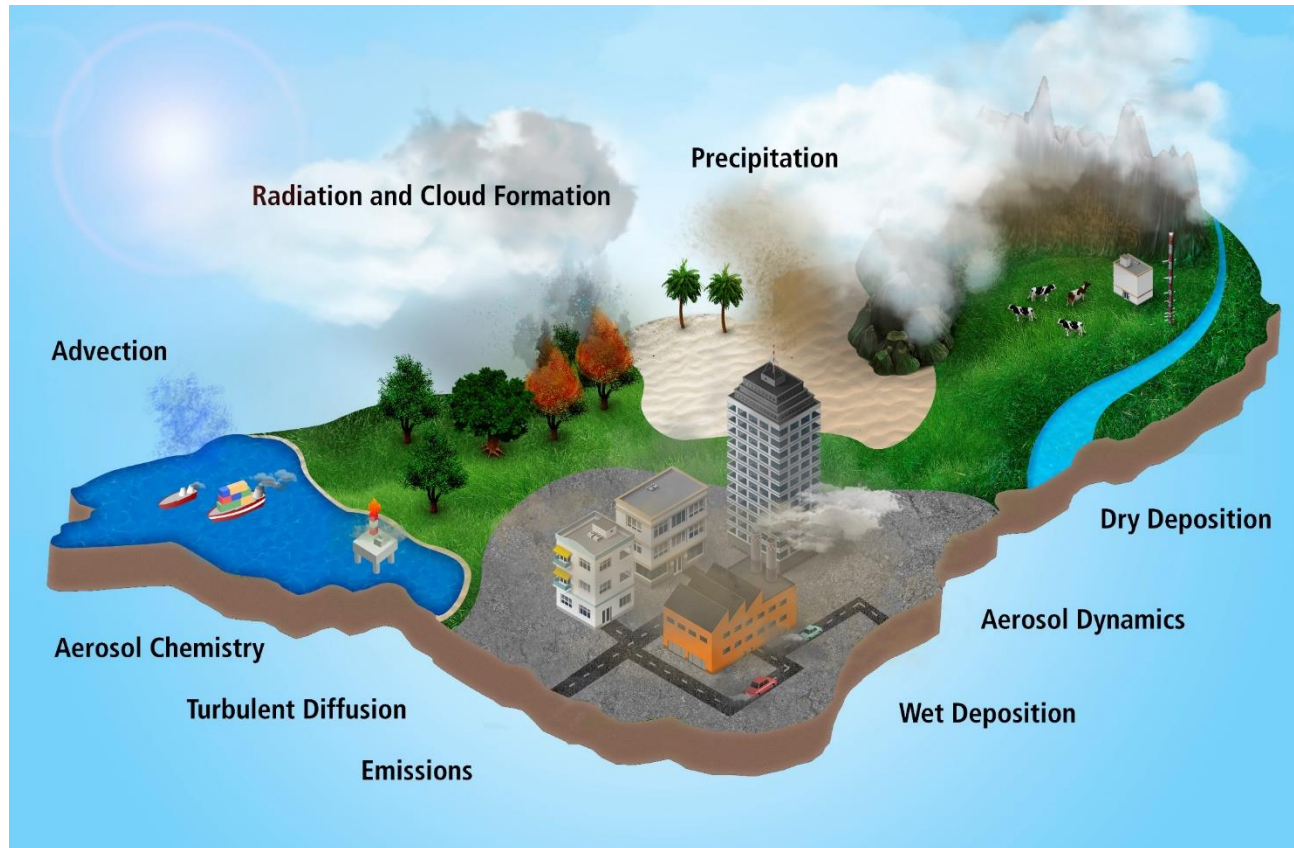 Precipitation
Radiation and Cloud Formation
Advection
Dry Deposition
Aerosol Dynamics
Aerosol Chemistry
Turbulent Diffusion
Wet Deposition
Emissions